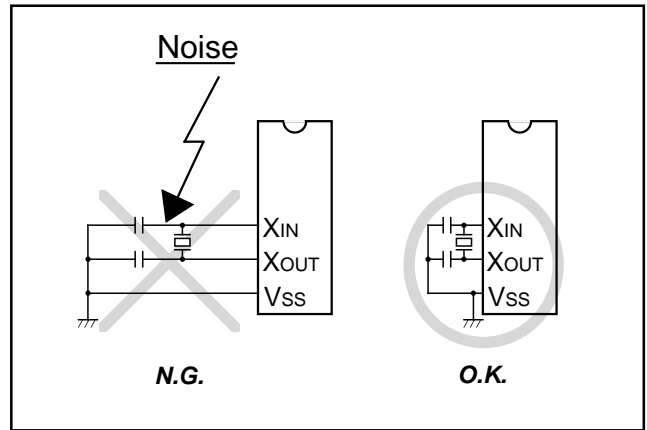 Noise
XIN
XOUT
VSS
N.G.
XIN
XOUT
VSS
O.K.